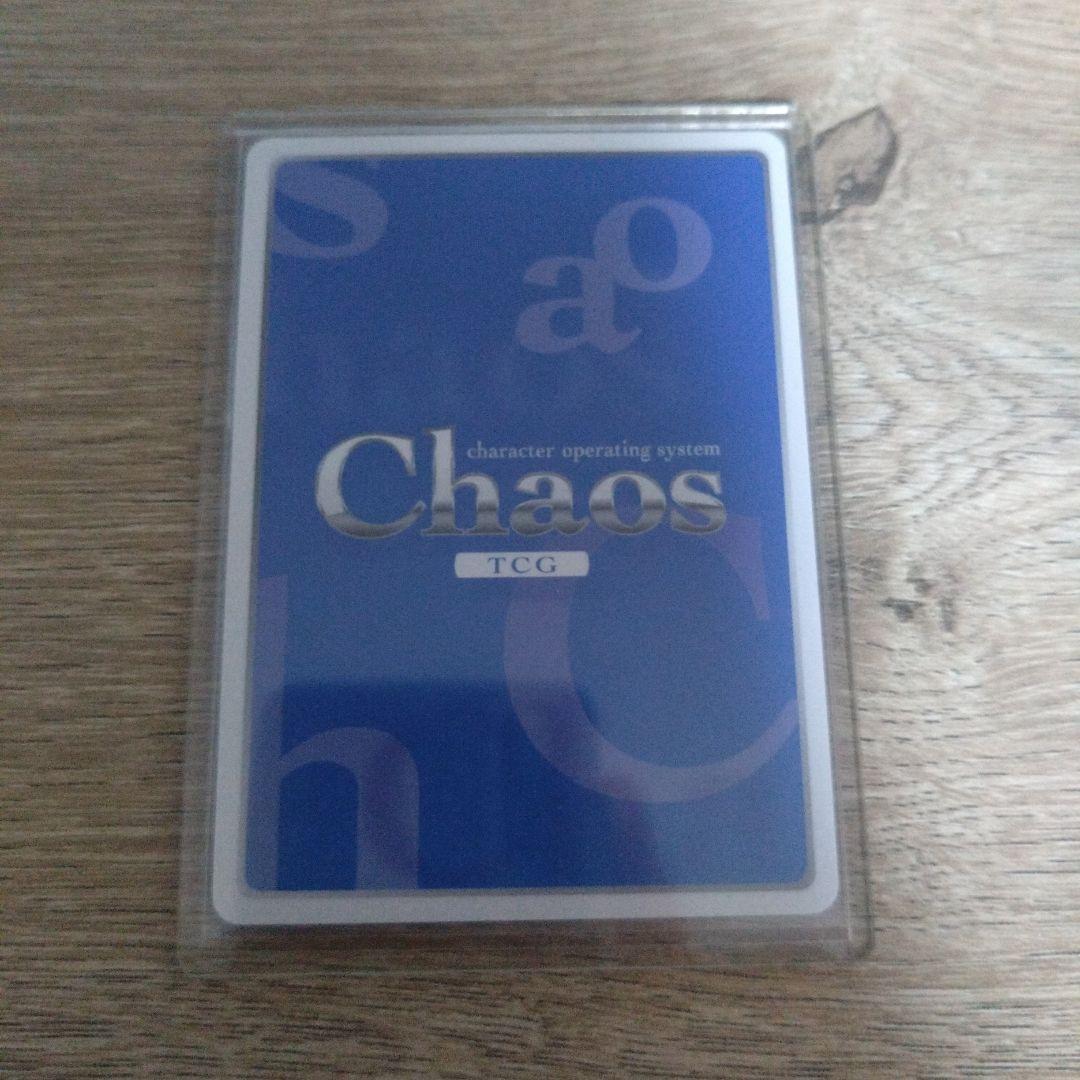 s
o
a
character operating system
Chaos
TCG
C
h